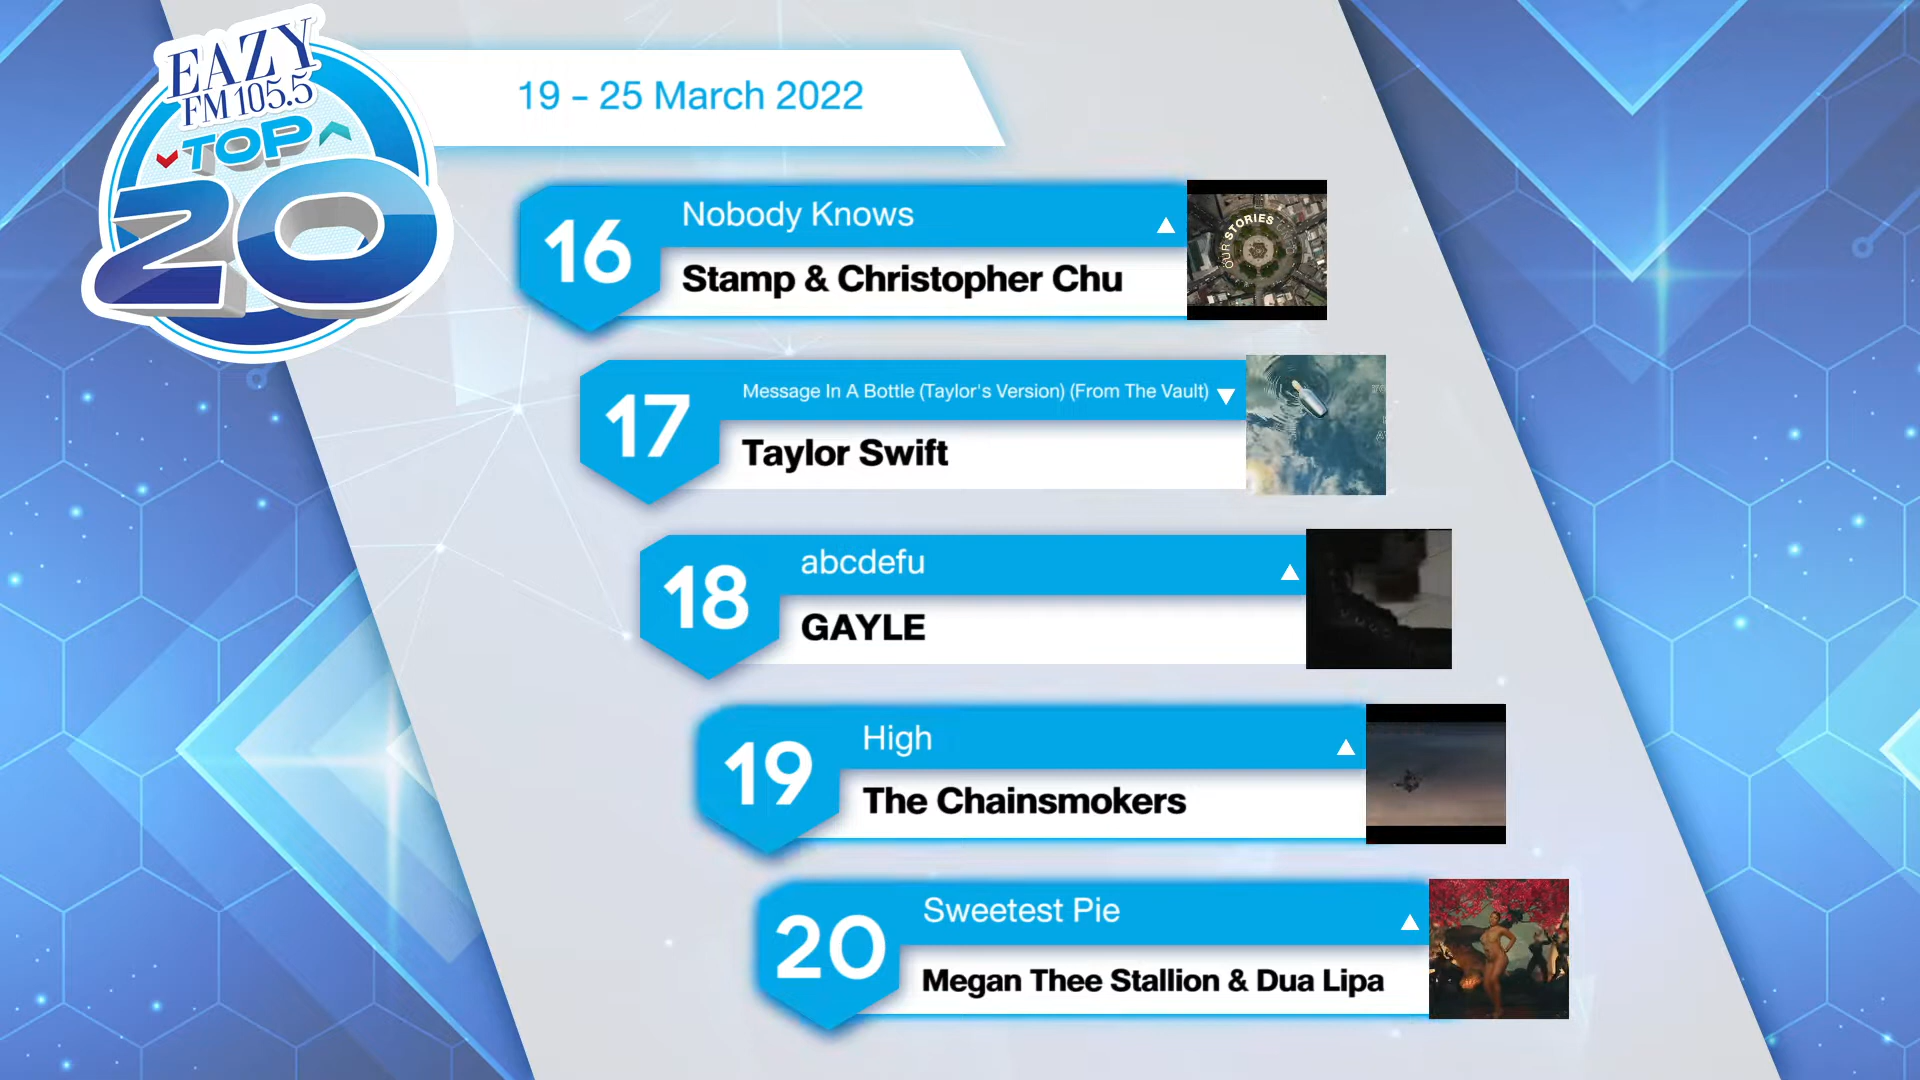 EAZY
FM 105.5
TOP
20
19 - 25 March 2022
16
Nobody Knows
Stamp & Christopher Chu
OUR STORIES
17
Message In A Bottle (Taylor's Version) (From The Vault)
Taylor Swift
18
abcdefu
GAYLE
19
High
The Chainsmokers
20
Sweetest Pie
Megan Thee Stallion & Dua Lipa